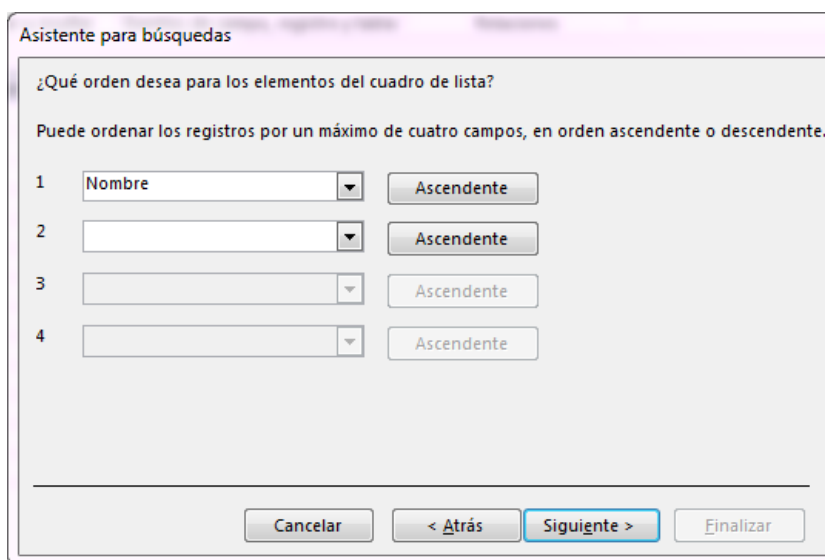 Asistente para búsquedas
¿Qué orden desea para los elementos del cuadro de lista?
Puede ordenar los registros por un máximo de cuatro campos, en orden ascendente o descendente.
1 Nombre Ascendente
2 Ascendente
3 Ascendente
4 Ascendente
Cancelar < Atrás Siguiente > Finalizar